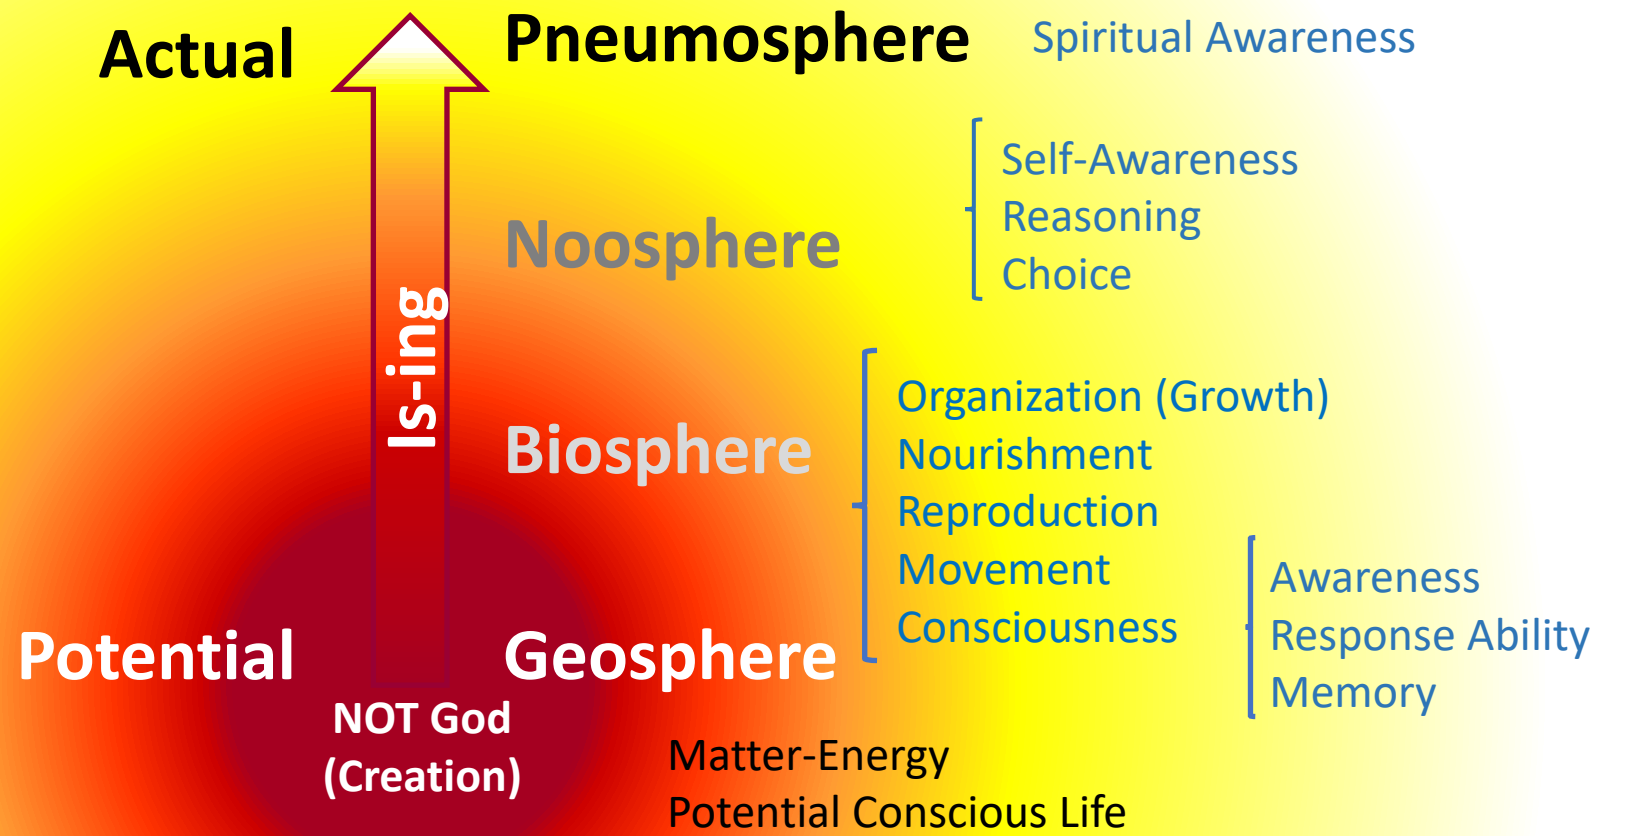 Actual
Pneumosphere
Spiritual Awareness
Self-Awareness
Reasoning
Choice
Noosphere
Is-ing
Biosphere
Organization (Growth)
Nourishment
Reproduction
Movement
Consciousness
Awareness
Response Ability
Memory
Potential
Geosphere
NOT God
(Creation)
Matter-Energy
Potential Conscious Life